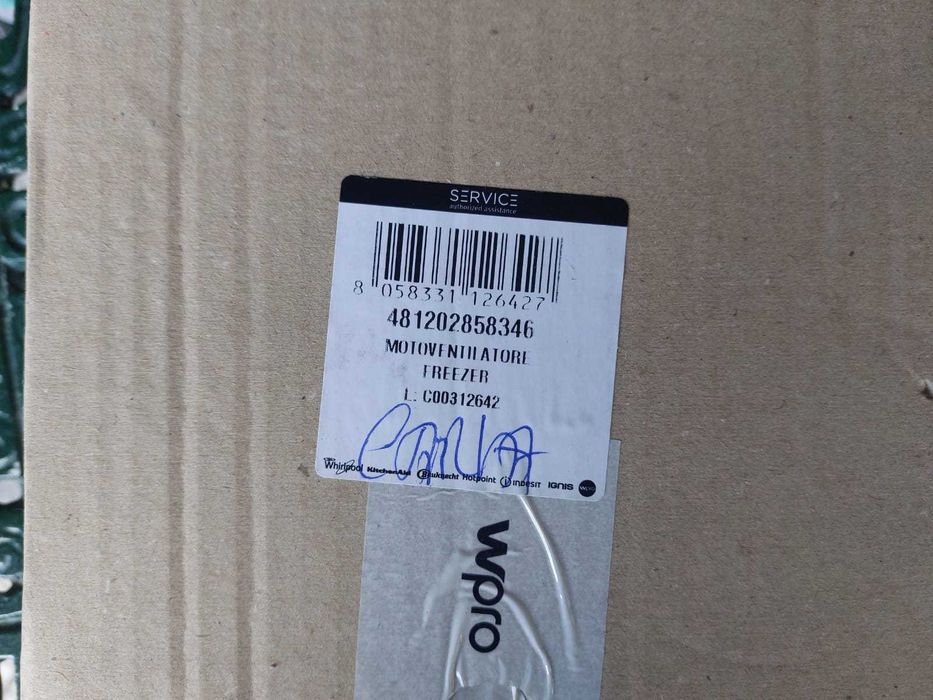 SERVICE
authorized assistance
8 058331 126427
481202858346
MOTOVENTILATORE
FREEZER
L: C00312642
Whirlpool KitchenAid Bauknecht Hotpoint INDESIT IGNIS
wpro